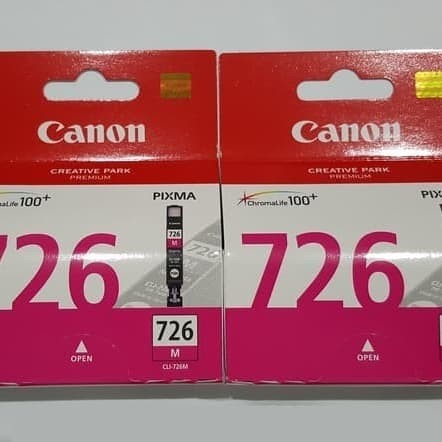 Canon
CREATIVE PARK
PREMIUM
ChromaLife100+
PIXMA
726
726
M
726
726
M
CLI-726M
OPEN
Canon
CREATIVE PARK
PREMIUM
ChromaLife100+
726
OPEN